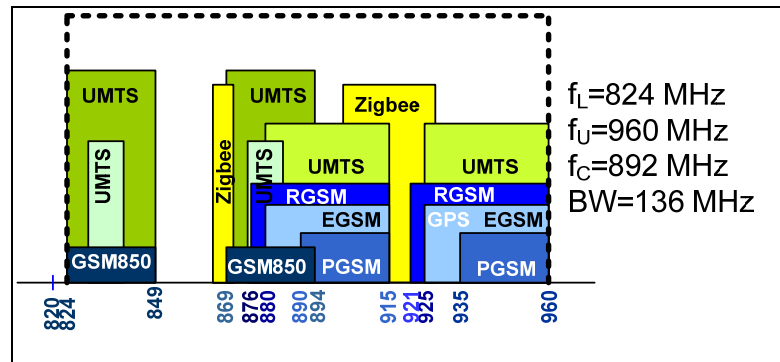 UMTS
UMTS
Zigbee
UMTS
UMTS
Zigbee
UMTS
UMTS
RGSM
RGSM
EGSM
GPS
EGSM
GSM850
GSM850
PGSM
PGSM
820
824
849
869
876
880
890
894
915
921
925
935
960
fL=824 MHz
fU=960 MHz
fC=892 MHz
BW=136 MHz